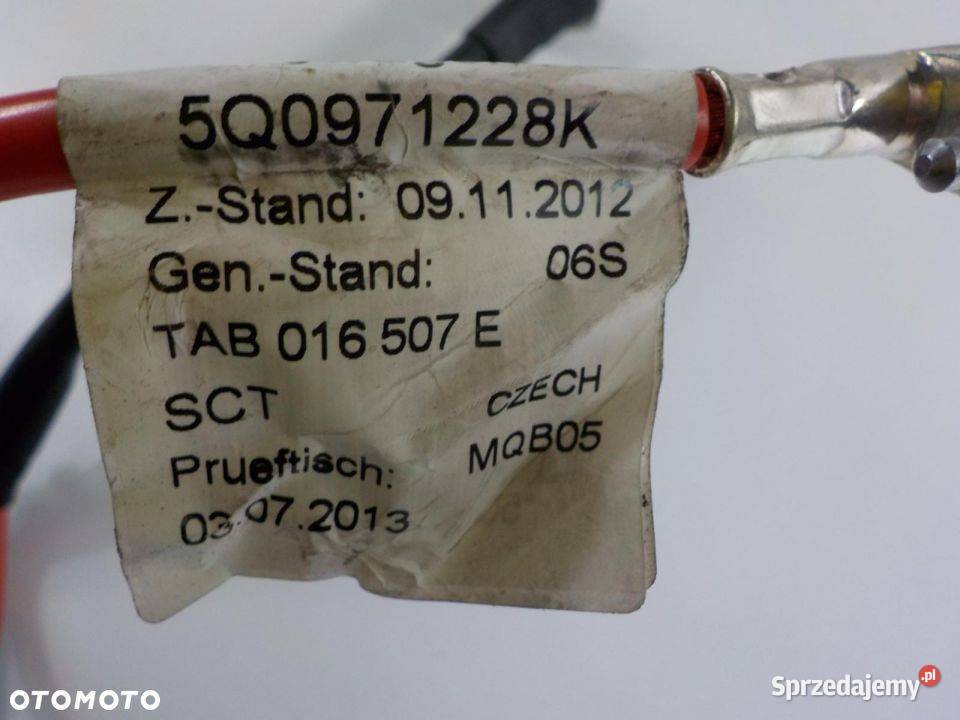 5Q0971228K
Z.-Stand: 09.11.2012
Gen.-Stand: 06S
TAB 016 507 E
SCT CZECH
Prueftisch: MQB05
03.07.2013
OTOMOTO
Sprzedajemy.pl